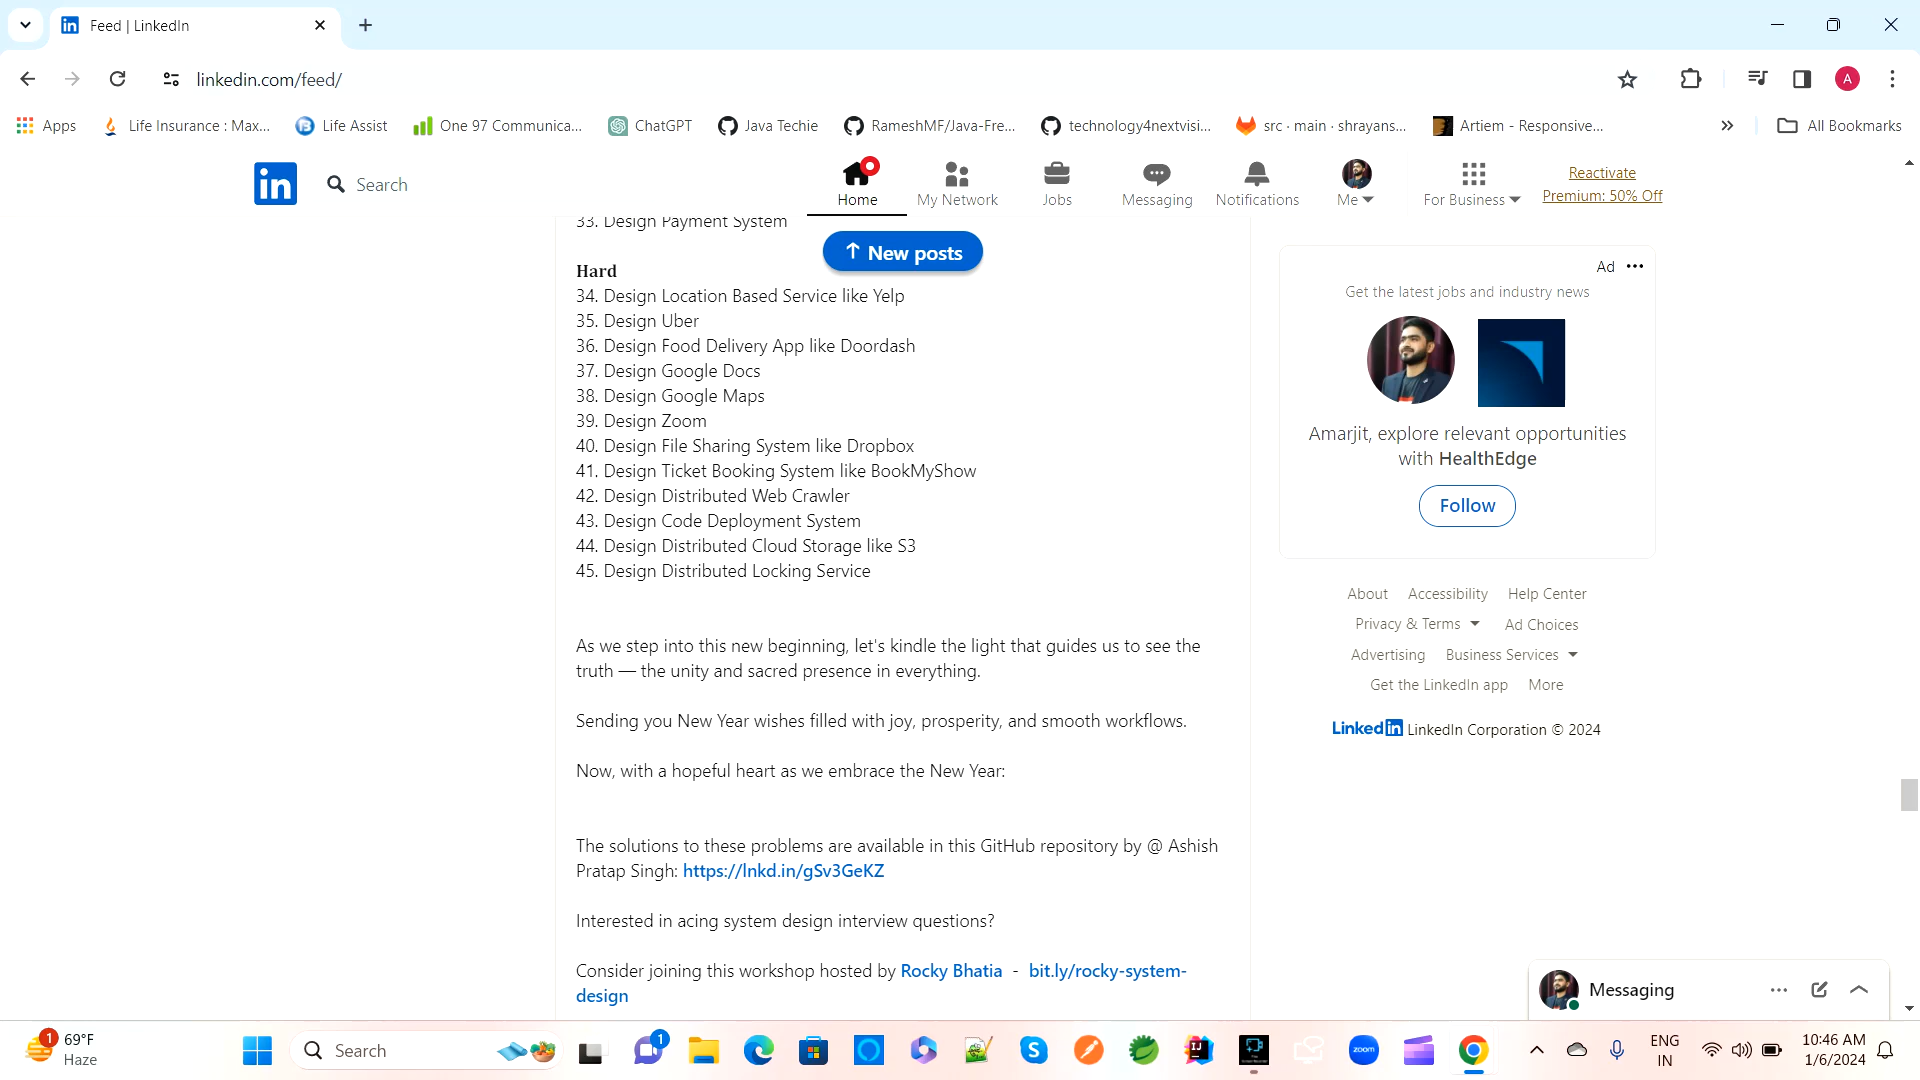 Feed | LinkedIn
linkedin.com/feed/
A
Apps
Life Insurance : Max...
Life Assist
One 97 Communica...
ChatGPT
Java Techie
RameshMF/Java-Fre...
technology4nextvisi...
src · main · shrayans...
Artiem - Responsive...
All Bookmarks
in
Search
Home
My Network
Jobs
Messaging
Notifications
Me
For Business
Reactivate
Premium: 50% Off
33. Design Payment System
New posts
Hard
34. Design Location Based Service like Yelp
35. Design Uber
36. Design Food Delivery App like Doordash
37. Design Google Docs
38. Design Google Maps
39. Design Zoom
40. Design File Sharing System like Dropbox
41. Design Ticket Booking System like BookMyShow
42. Design Distributed Web Crawler
43. Design Code Deployment System
44. Design Distributed Cloud Storage like S3
45. Design Distributed Locking Service
As we step into this new beginning, let's kindle the light that guides us to see the
truth — the unity and sacred presence in everything.
Sending you New Year wishes filled with joy, prosperity, and smooth workflows.
Now, with a hopeful heart as we embrace the New Year:
The solutions to these problems are available in this GitHub repository by @ Ashish
Pratap Singh: https://lnkd.in/gSv3GeKZ
Interested in acing system design interview questions?
Consider joining this workshop hosted by Rocky Bhatia - bit.ly/rocky-system-
design
Ad
Get the latest jobs and industry news
Amarjit, explore relevant opportunities
with HealthEdge
Follow
About Accessibility Help Center
Privacy & Terms Ad Choices
Advertising Business Services
Get the LinkedIn app More
LinkedIn LinkedIn Corporation © 2024
Messaging
1
69°F
Haze
Search
1
zoom
ENG
IN
10:46 AM
1/6/2024